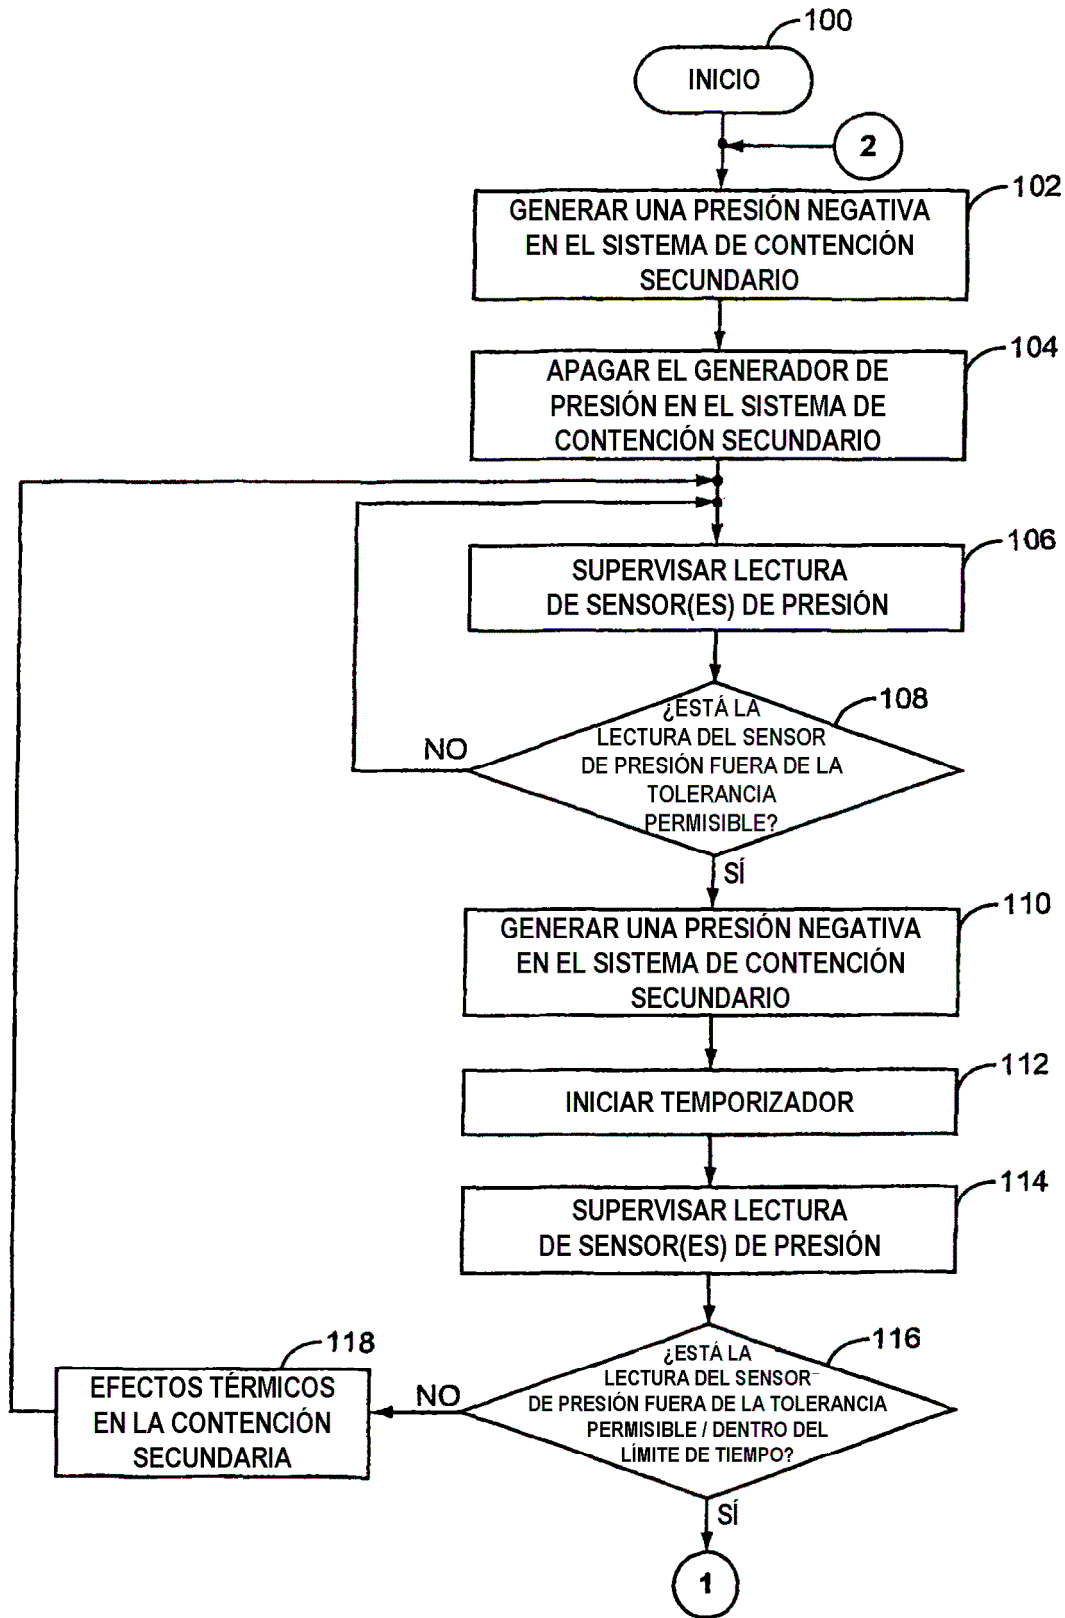 100
INICIO
2
102
GENERAR UNA PRESIÓN NEGATIVA
EN EL SISTEMA DE CONTENCIÓN
SECUNDARIO
104
APAGAR EL GENERADOR DE
PRESIÓN EN EL SISTEMA DE
CONTENCIÓN SECUNDARIO
106
SUPERVISAR LECTURA
DE SENSOR(ES) DE PRESIÓN
108
¿ESTÁ LA
LECTURA DEL SENSOR
DE PRESIÓN FUERA DE LA
TOLERANCIA
PERMISIBLE?
NO
SÍ
110
GENERAR UNA PRESIÓN NEGATIVA
EN EL SISTEMA DE CONTENCIÓN
SECUNDARIO
112
INICIAR TEMPORIZADOR
114
SUPERVISAR LECTURA
DE SENSOR(ES) DE PRESIÓN
116
¿ESTÁ LA
LECTURA DEL SENSOR
DE PRESIÓN FUERA DE LA TOLERANCIA
PERMISIBLE / DENTRO DEL
LÍMITE DE TIEMPO?
NO
118
EFECTOS TÉRMICOS
EN LA CONTENCIÓN
SECUNDARIA
SÍ
1